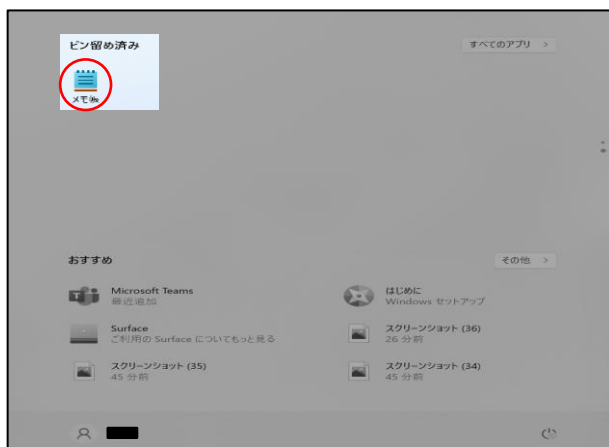 ピン留め済み
すべてのアプリ >
おすすめ
その他 >
Microsoft Teams
最近追加
はじめに
Windows セットアップ
Surface
ご利用の Surface についてもっと見る
スクリーンショット (36)
26 分前
スクリーンショット (35)
45 分前
スクリーンショット (34)
45 分前